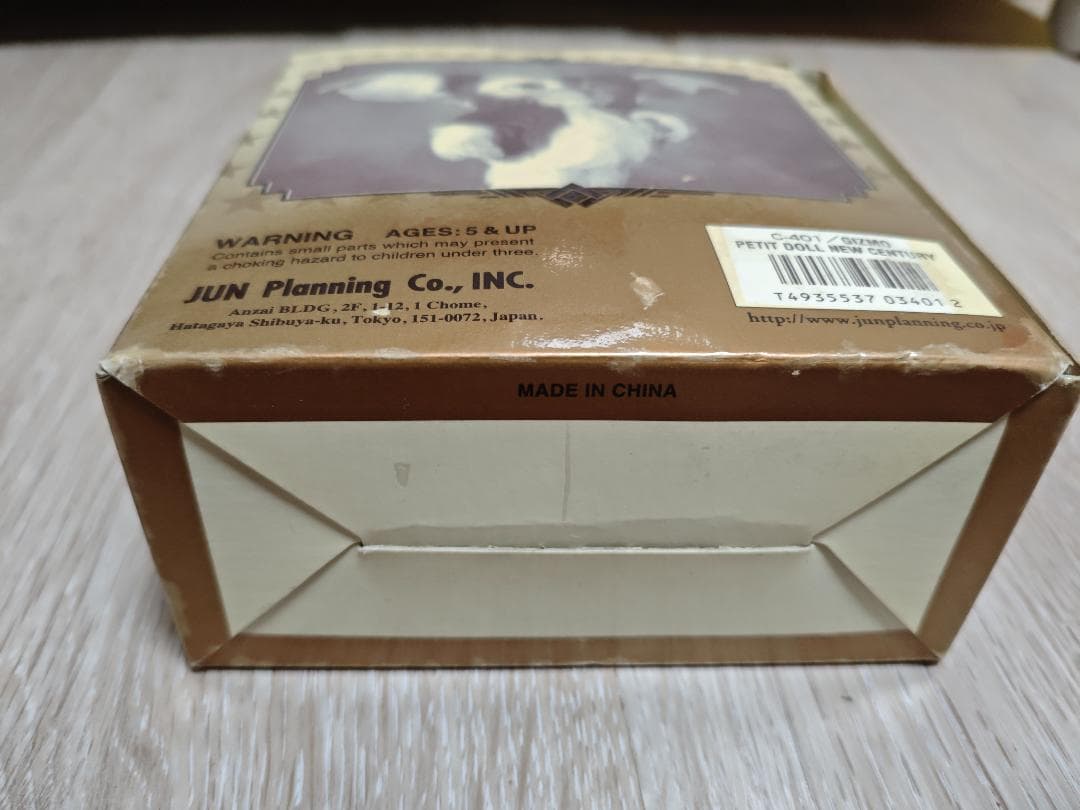 WARNING AGES: 5 & UP
Contains small parts which may present
a choking hazard to children under three.
JUN Planning Co., INC.
Anzai BLDG, 2F, 1-12, 1 Chome,
Hatagaya Shibuya-ku, Tokyo, 151-0072, Japan.
C-401 / GIZMO
PETIT DOLL NEW CENTURY
T4935537 034012
http://www.junplanning.co.jp
MADE IN CHINA